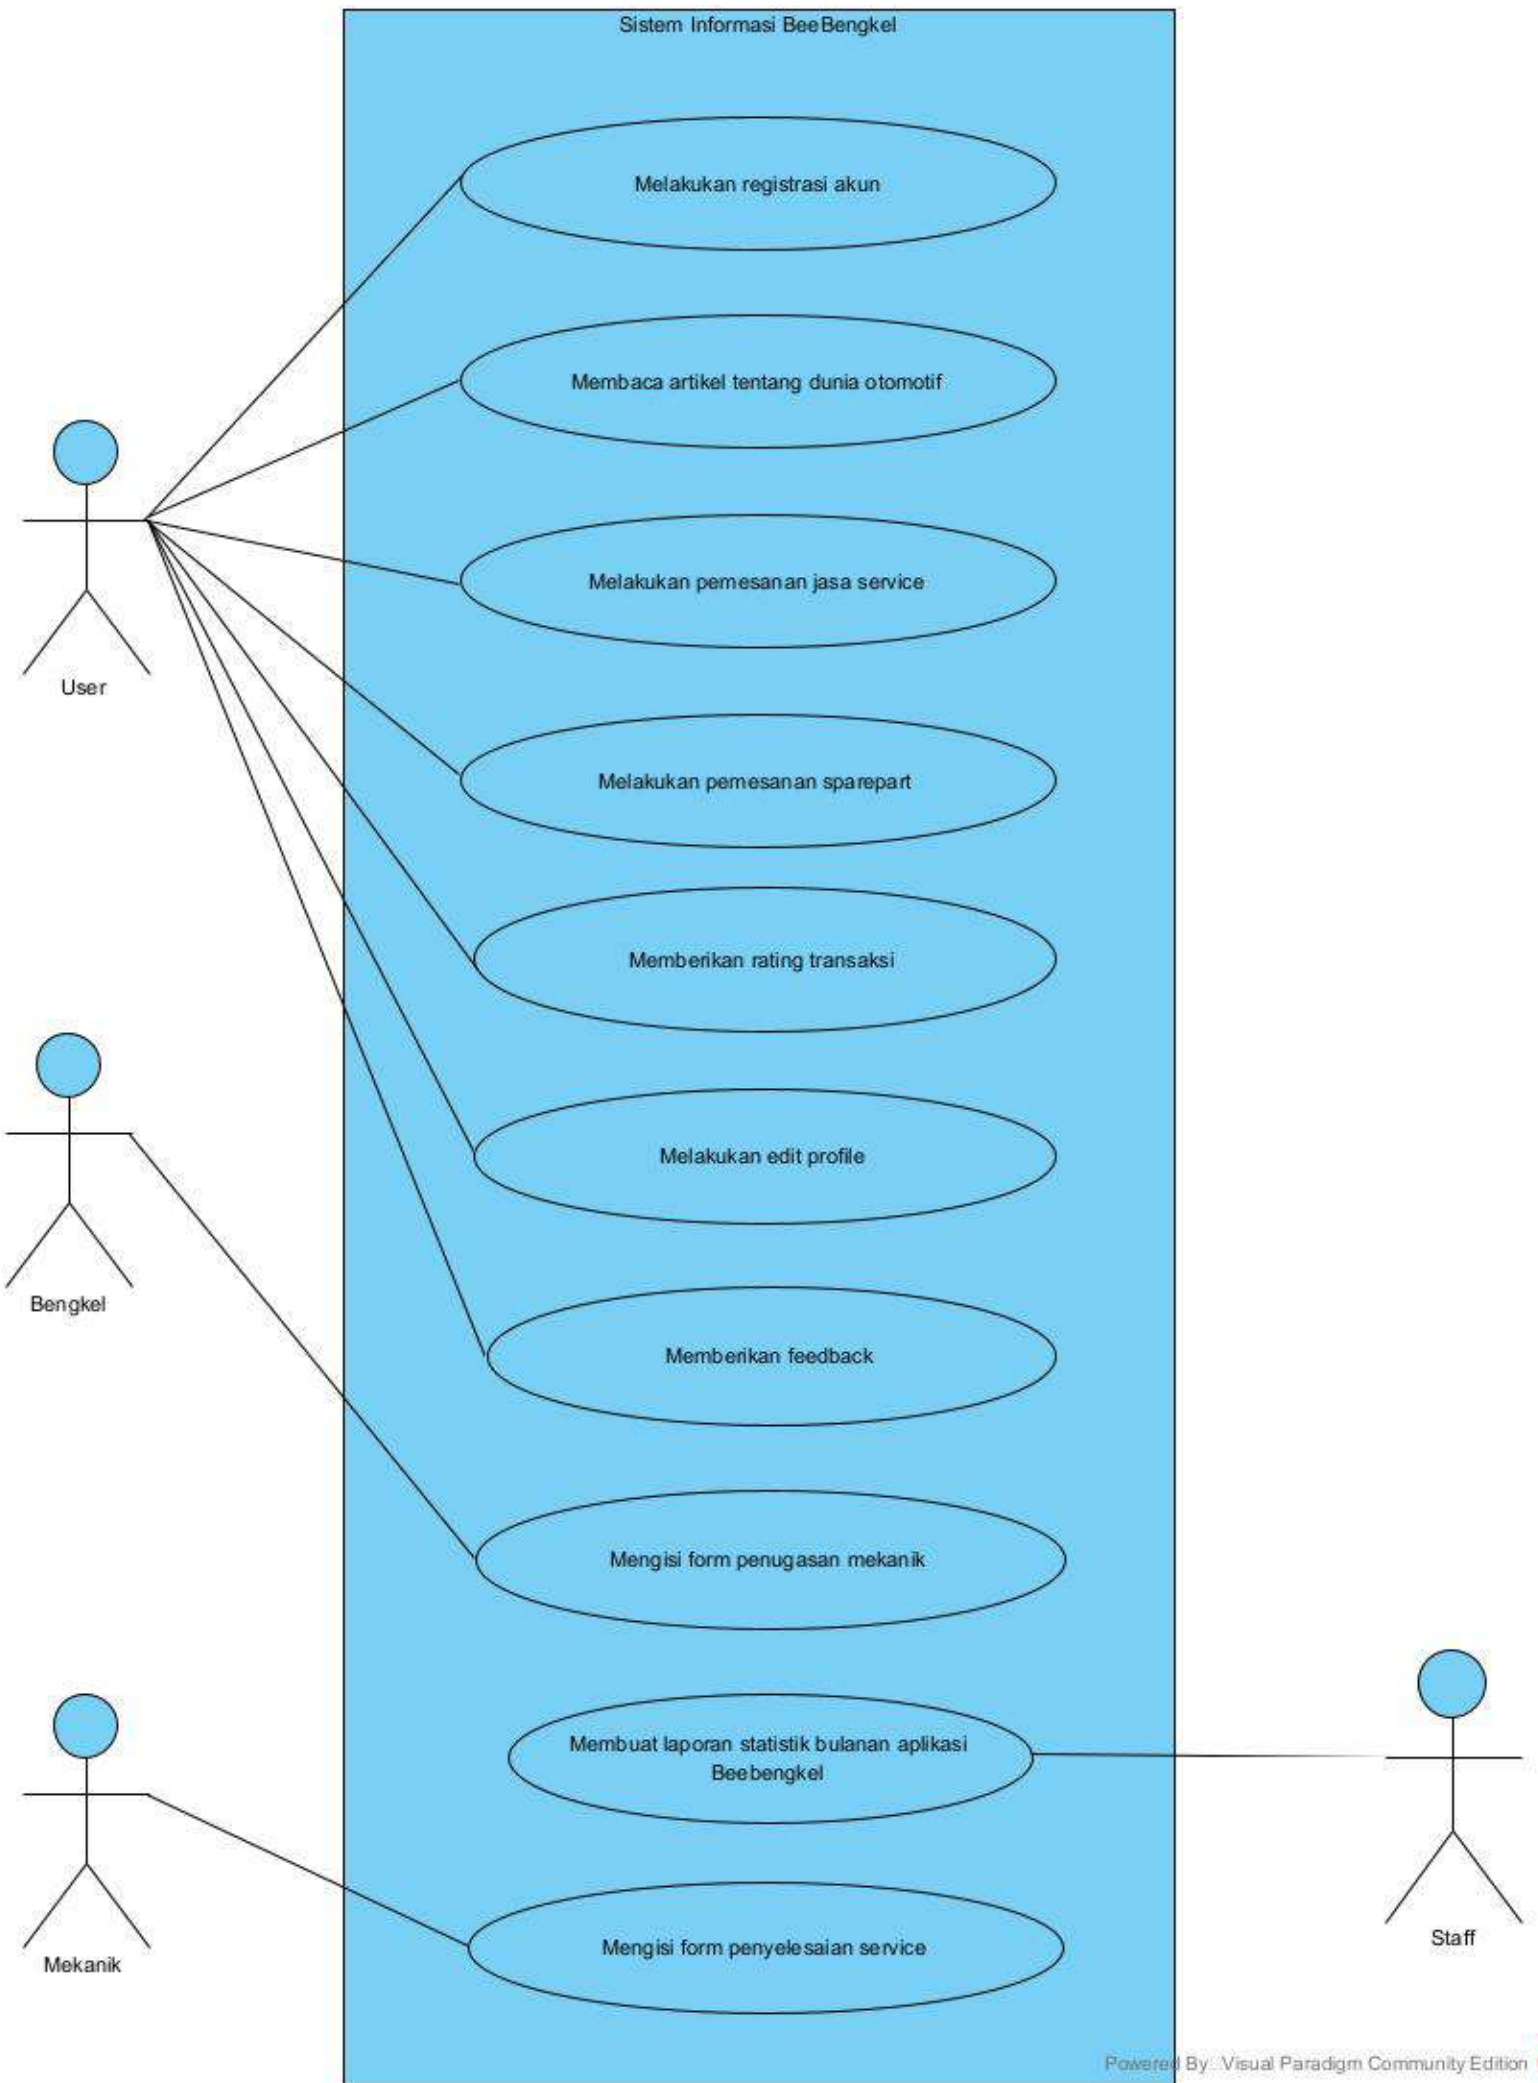 Sistem Informasi BeeBengkel
Melakukan registrasi akun
Membaca artikel tentang dunia otomotif
Melakukan pemesanan jasa service
User
Melakukan pemesanan sparepart
Memberikan rating transaksi
Melakukan edit profile
Bengkel
Memberikan feedback
Mengisi form penugasan mekanik
Membuat laporan statistik bulanan aplikasi
Beebengkel
Staff
Mengisi form penyelesaian service
Mekanik
Powered By Visual Paradigm Community Edition